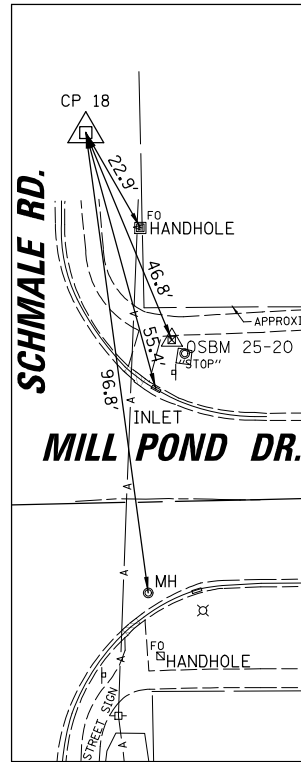 CP 18
22.9'
SCHMALE RD.
FO
HANDHOLE
46.8'
APPROXI
55.4'
OSBM 25-20
"STOP"
INLET
MILL POND DR.
96.8'
A
A
A
MH
A
A
FO
HANDHOLE
STREET SIGN
A